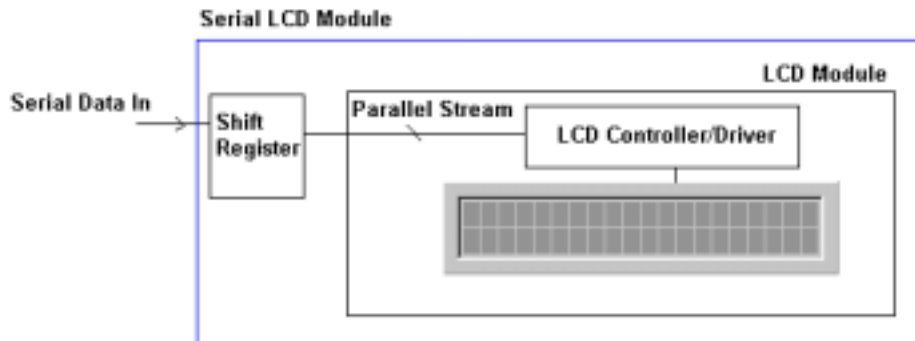 Serial LCD Module
LCD Module
Serial Data In
Shift
Register
Parallel Stream
LCD Controller/Driver